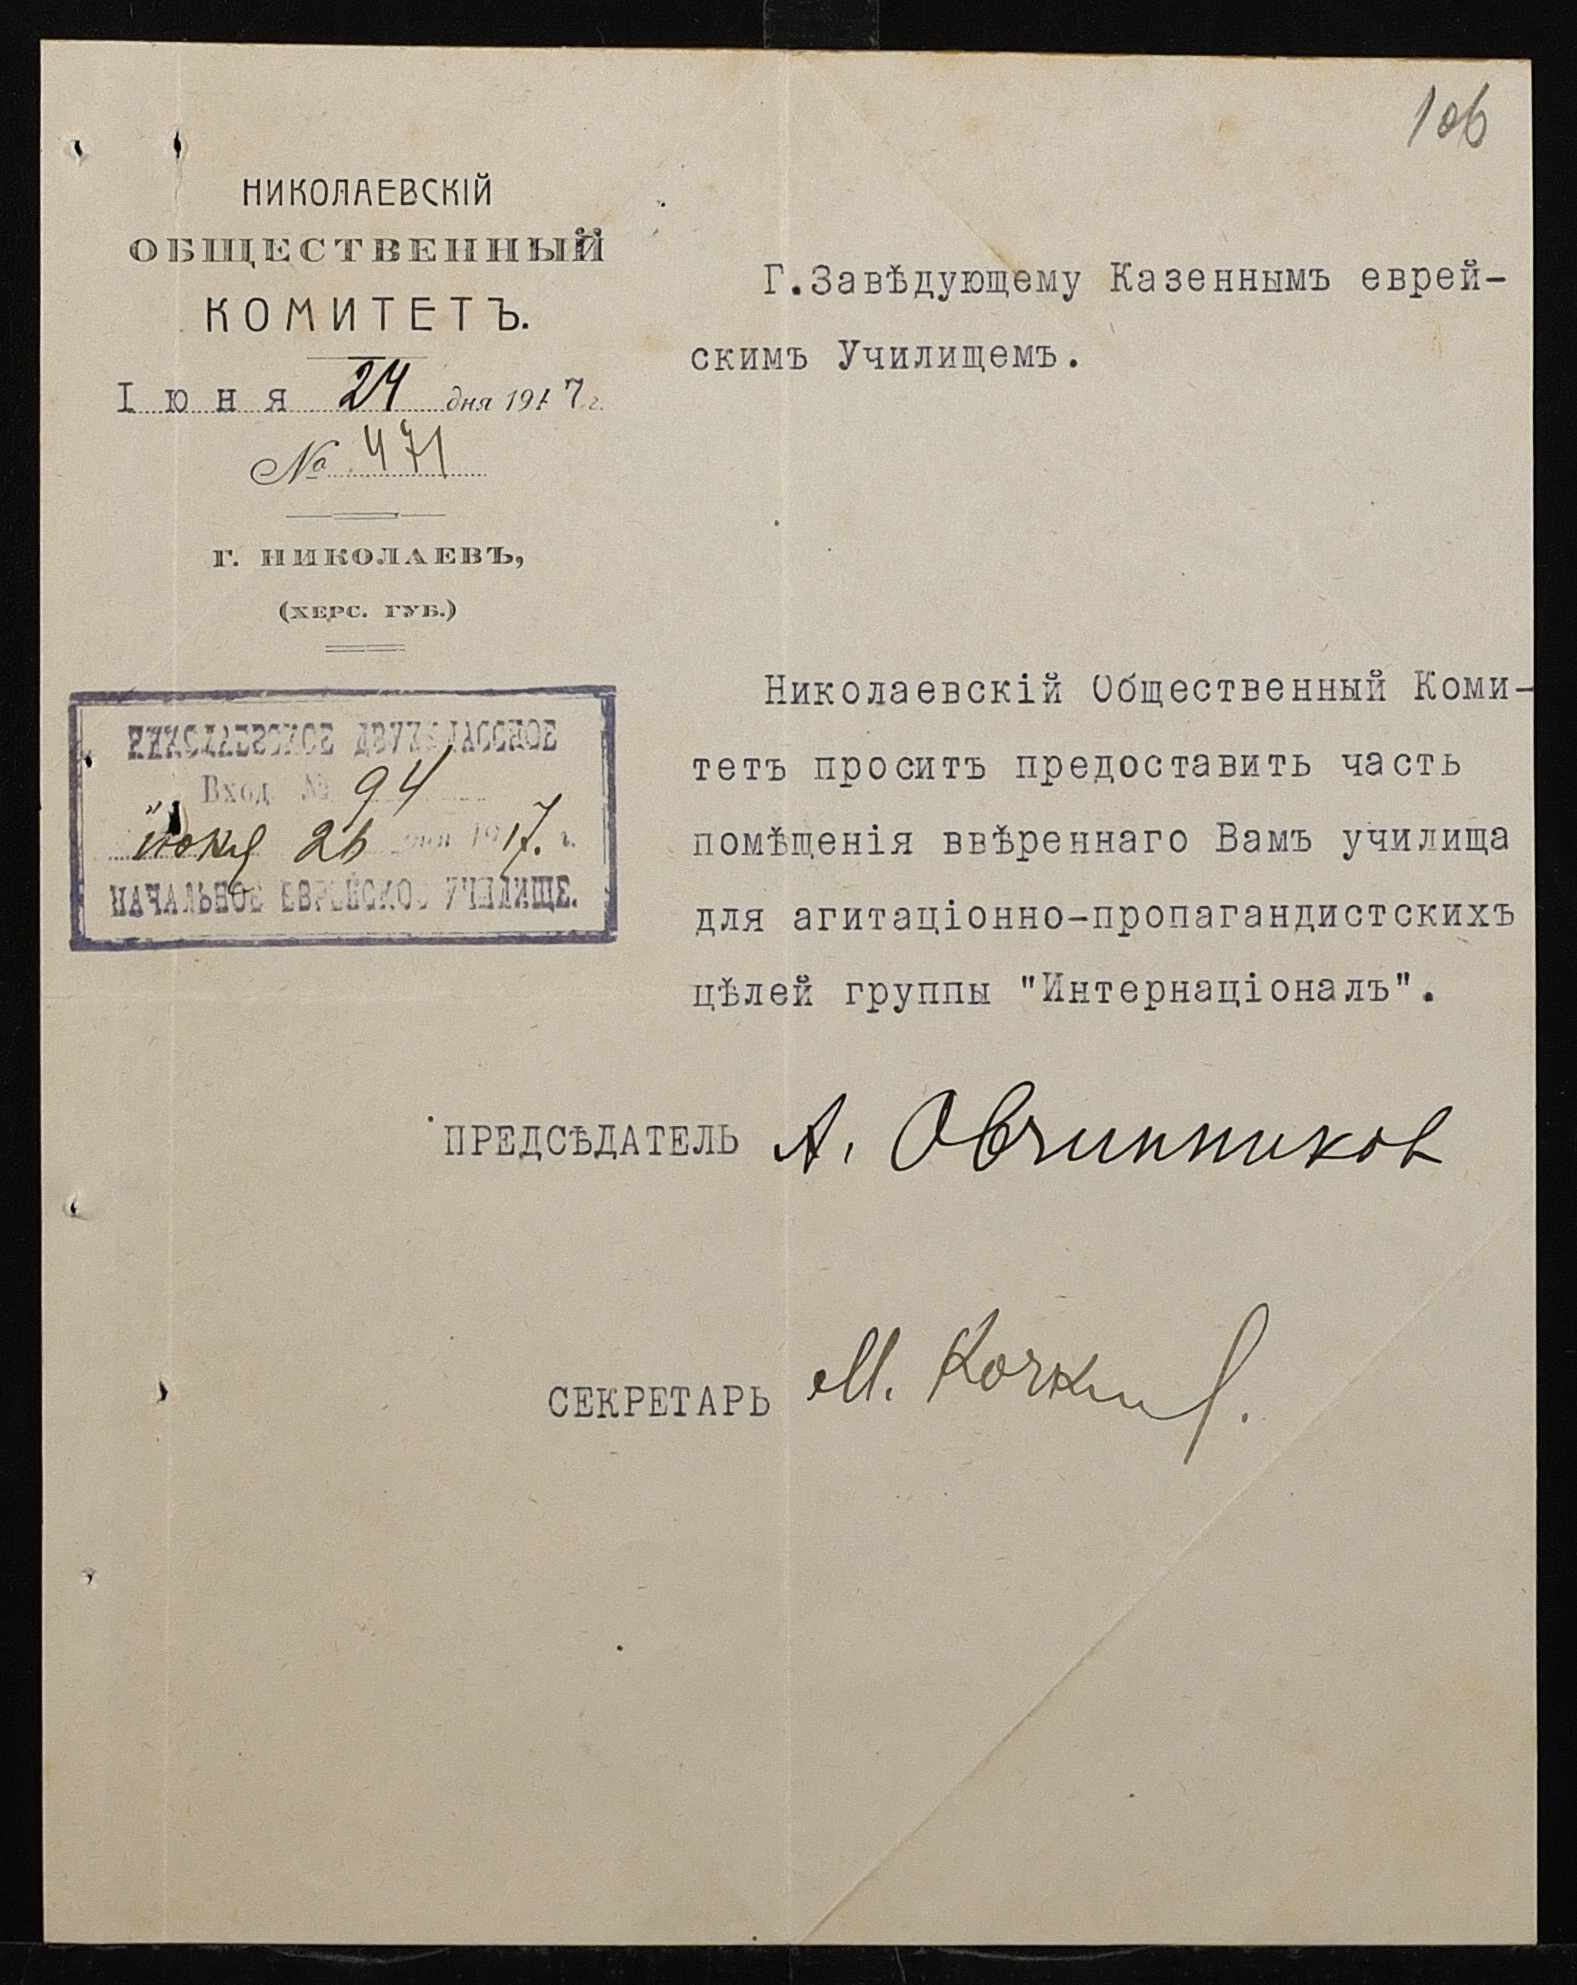 106
НИКОЛАЕВСКІЙ
ОБЩЕСТВЕННЫЙ
КОМИТЕТЪ.
Іюня 24 дня 1917 г.
№ 471
Г. НИКОЛАЕВЪ,
(ХЕРС. ГУБ.)
НИКОЛАЕВСКОЕ ДВУХКЛАССНОЕ
Вход. № 94
июня 26 дня 1917. г.
НАЧАЛЬНОЕ ЕВРЕЙСКОЕ УЧИЛИЩЕ.
Г.Завѣдующему Казеннымъ еврей-
скимъ Училищемъ.
Николаевскій Общественный Коми-
тетъ проситъ предоставить часть
помѣщенія ввѣреннаго Вамъ училища
для агитаціонно-пропагандистскихъ
цѣлей группы "Интернаціоналъ".
ПРЕДСѢДАТЕЛЬ А. Овчинников
СЕКРЕТАРЬ М.